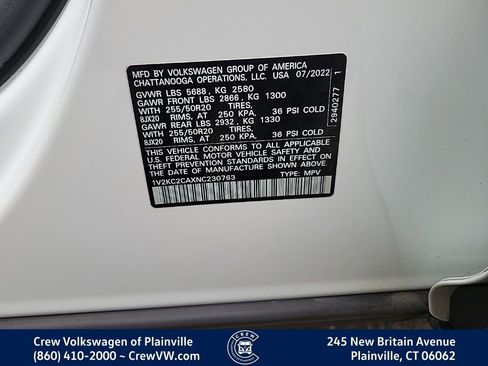 MFD BY VOLKSWAGEN GROUP OF AMERICA
CHATTANOOGA OPERATIONS, LLC. USA 07/2022
GVWR LBS 5688, KG 2580
GAWR FRONT LBS 2866, KG 1300
WITH 255/50R20 TIRES,
8JX20 RIMS, AT 250 KPA, 36 PSI COLD
GAWR REAR LBS 2932, KG 1330
WITH 255/50R20 TIRES,
8JX20 RIMS, AT 250 KPA, 36 PSI COLD
THIS VEHICLE CONFORMS TO ALL APPLICABLE
U.S. FEDERAL MOTOR VEHICLE SAFETY AND
THEFT PREVENTION STANDARDS IN EFFECT ON
THE DATE OF MANUFACTURE SHOWN ABOVE.
1V2KC2CAXNC230763 TYPE: MPV
2940277 1
Crew Volkswagen of Plainville
(860) 410-2000 ~ CrewVW.com
CREW
245 New Britain Avenue
Plainville, CT 06062